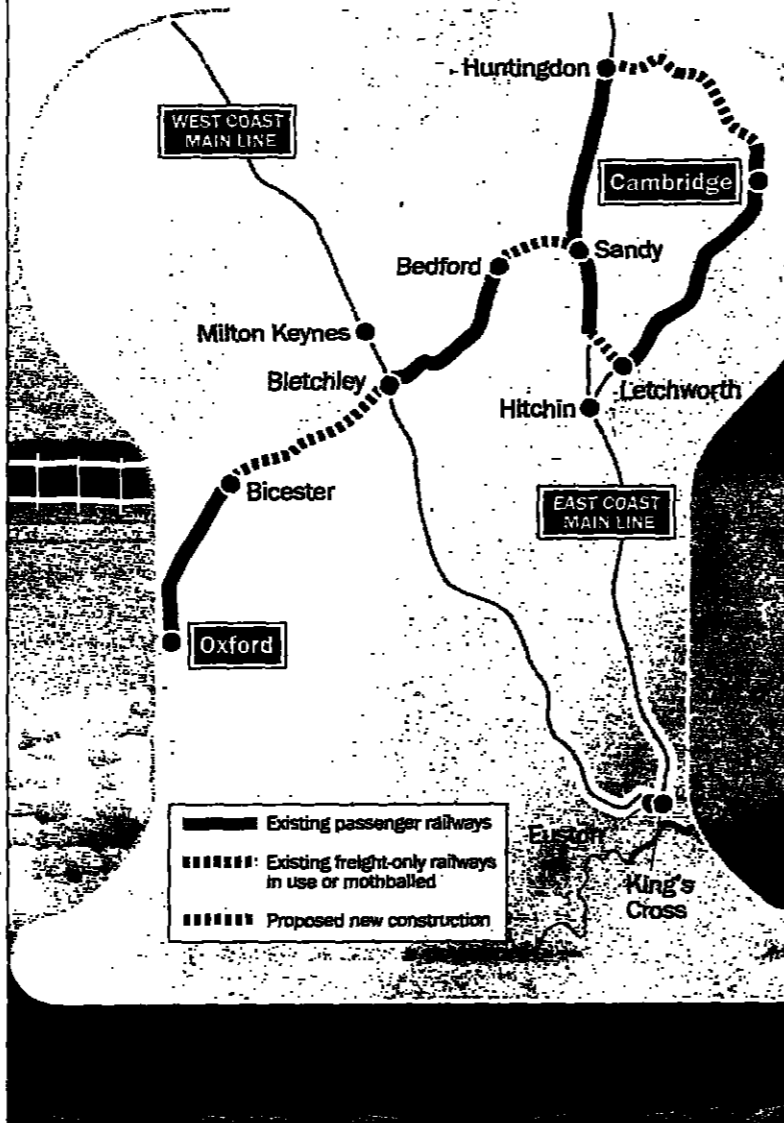 Huntingdon
WEST COAST
MAIN LINE
Cambridge
Sandy
Bedford
Milton Keynes
Bletchley
Letchworth
Hitchin
Bicester
EAST COAST
MAIN LINE
Oxford
Existing passenger railways
Existing freight-only railways
in use or mothballed
Proposed new construction
Euston
King's
Cross